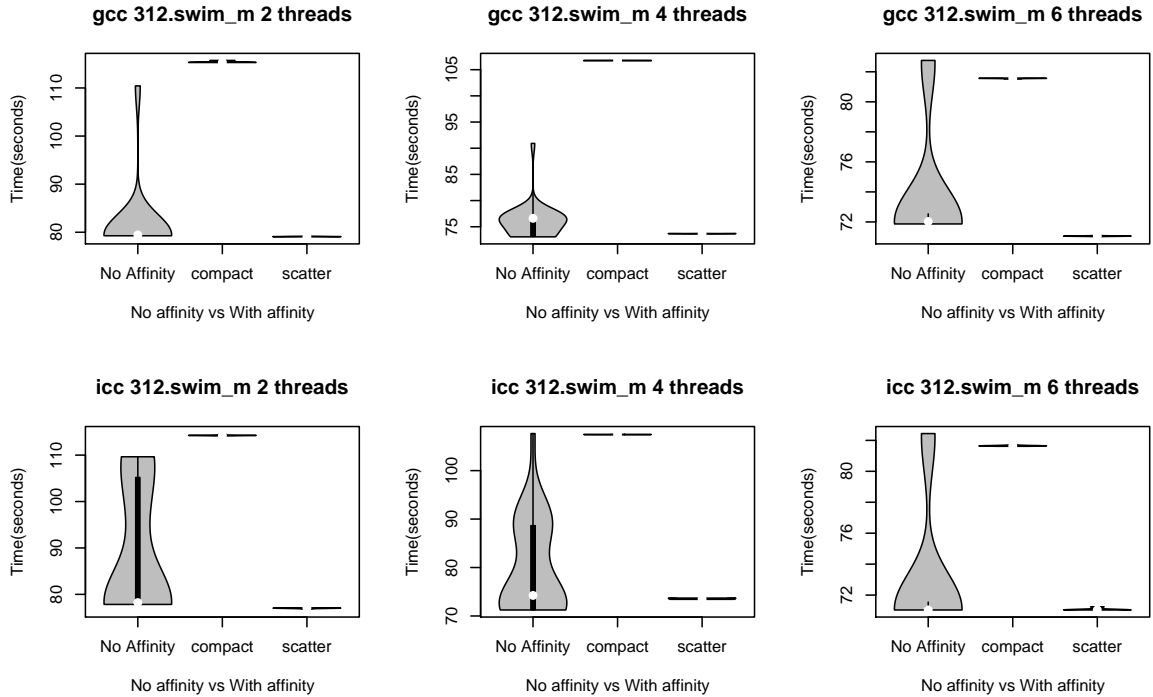 gcc 312.swim_m 2 threads
Time(seconds)
110
100
90
80
No Affinity compact scatter
No affinity vs With affinity
gcc 312.swim_m 4 threads
Time(seconds)
105
95
85
75
No Affinity compact scatter
No affinity vs With affinity
gcc 312.swim_m 6 threads
Time(seconds)
80
76
72
No Affinity compact scatter
No affinity vs With affinity
icc 312.swim_m 2 threads
Time(seconds)
110
100
90
80
No Affinity compact scatter
No affinity vs With affinity
icc 312.swim_m 4 threads
Time(seconds)
100
90
80
70
No Affinity compact scatter
No affinity vs With affinity
icc 312.swim_m 6 threads
Time(seconds)
80
76
72
No Affinity compact scatter
No affinity vs With affinity